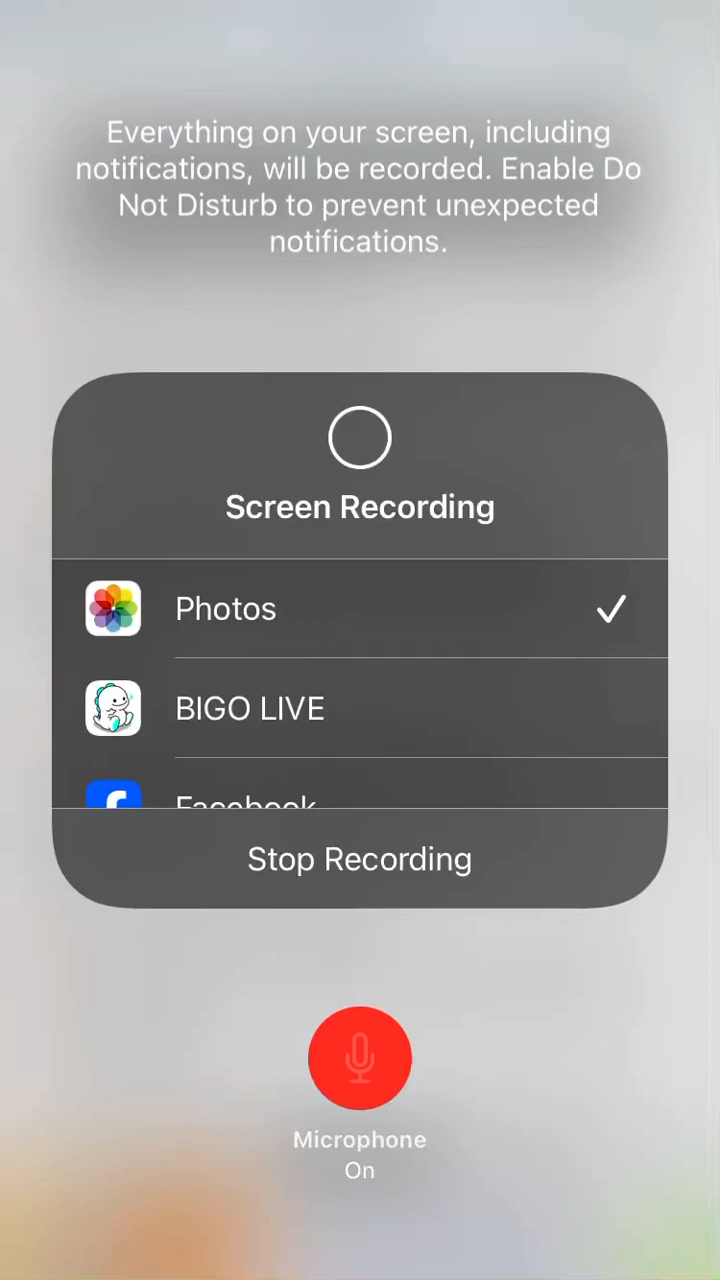 Everything on your screen, including
notifications, will be recorded. Enable Do
Not Disturb to prevent unexpected
notifications.
Screen Recording
Photos
BIGO LIVE
Facebook
Stop Recording
Microphone
On